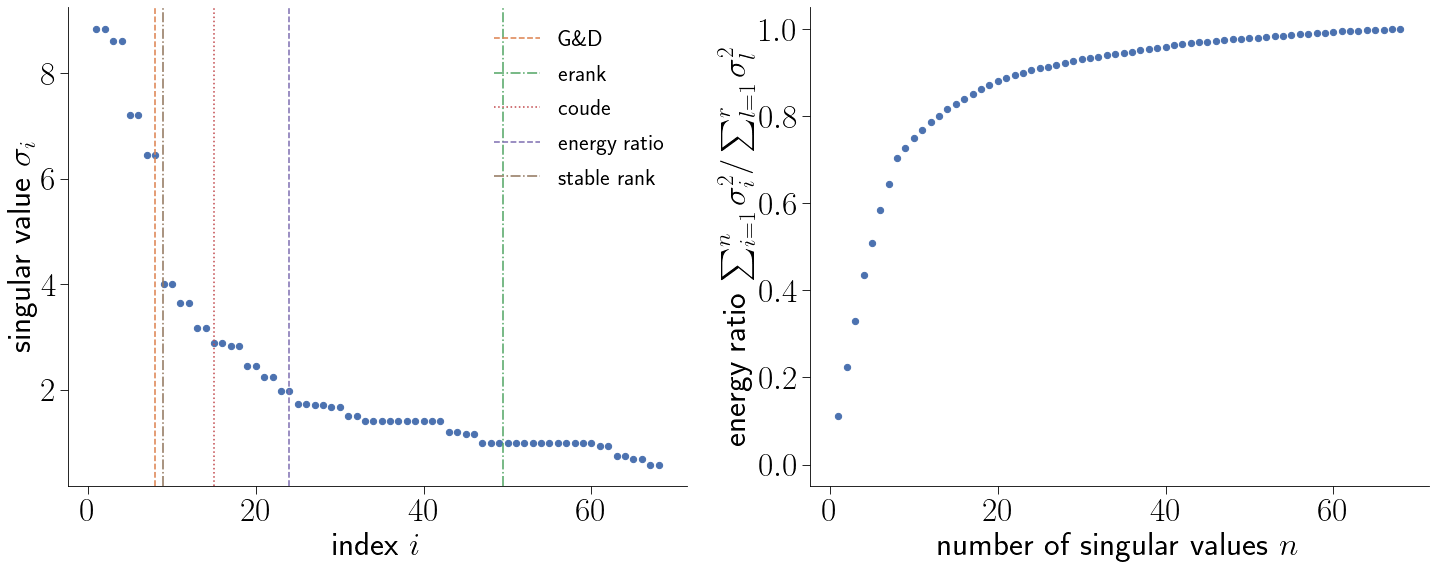 8
6
4
2
singular value σ_i
0 20 40 60
index i
G&D
erank
coude
energy ratio
stable rank
1.0
0.8
0.6
0.4
0.2
0.0
energy ratio ∑_{i=1}^{n} σ_i^2 / ∑_{l=1}^{r} σ_l^2
0 20 40 60
number of singular values n